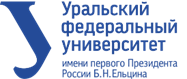 Уральский
федеральный
университет
имени первого Президента
России Б.Н.Ельцина